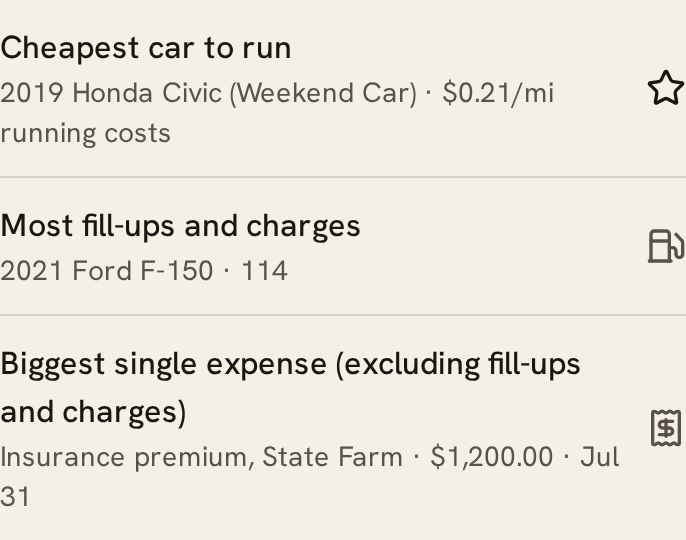 Cheapest car to run
2019 Honda Civic (Weekend Car) · $0.21/mi
running costs
Most fill-ups and charges
2021 Ford F-150 · 114
Biggest single expense (excluding fill-ups
and charges)
Insurance premium, State Farm · $1,200.00 · Jul
31